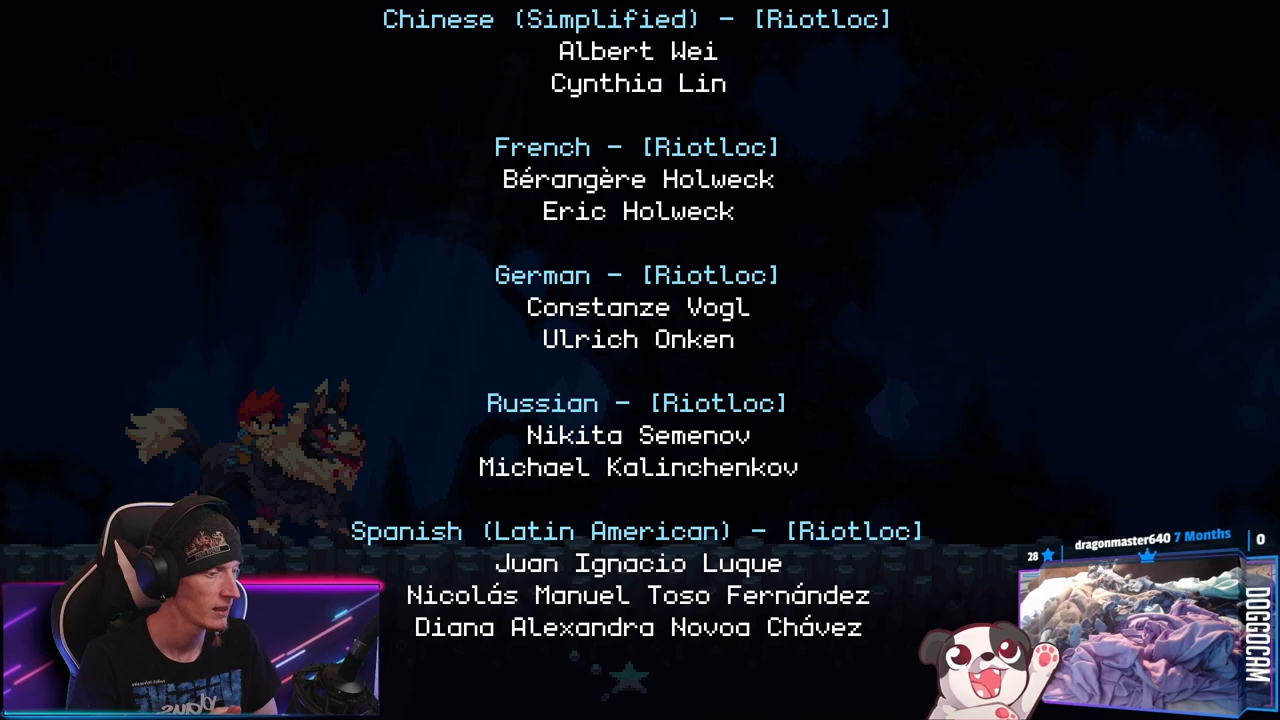 Chinese (Simplified) - [Riotloc]
Albert Wei
Cynthia Lin
French - [Riotloc]
Bérangère Holweck
Eric Holweck
German - [Riotloc]
Constanze Vogl
Ulrich Onken
Russian - [Riotloc]
Nikita Semenov
Michael Kalinchenkov
Spanish (Latin American) - [Riotloc]
Juan Ignacio Luque
Nicolás Manuel Toso Fernández
Diana Alexandra Novoa Chávez
28
dragonmaster640 7 Months
0
DOGGOCAM